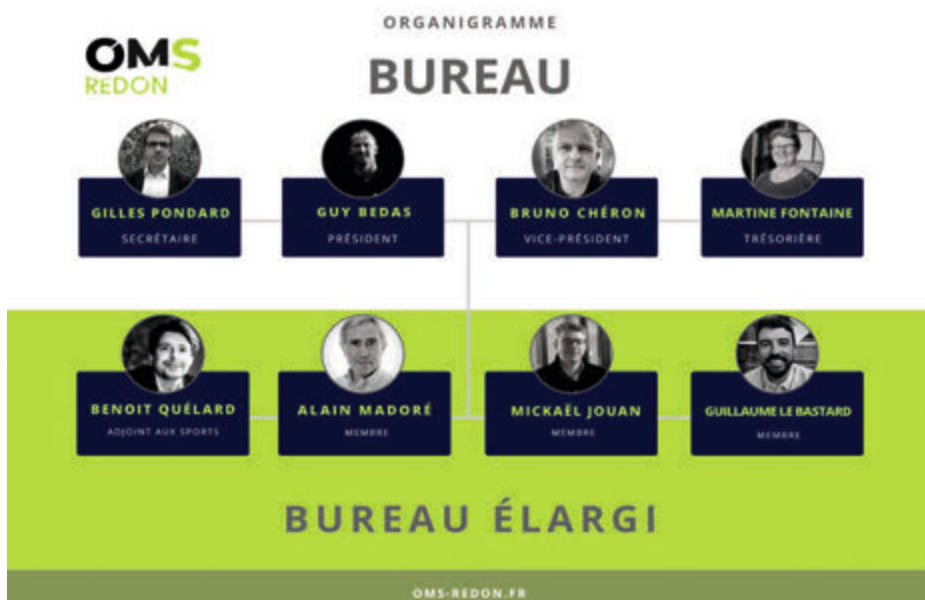 ORGANIGRAMME
BUREAU
OMS
REDON
GILLES PONDARD
SECRÉTAIRE
GUY BEDAS
PRÉSIDENT
BRUNO CHÉRON
VICE-PRÉSIDENT
MARTINE FONTAINE
TRÉSORIÈRE
BENOIT QUÉLARD
ADJOINT AUX SPORTS
ALAIN MADORÉ
MEMBRE
MICKAËL JOUAN
MEMBRE
GUILLAUME LE BASTARD
MEMBRE
BUREAU ÉLARGI
OMS-REDON.FR